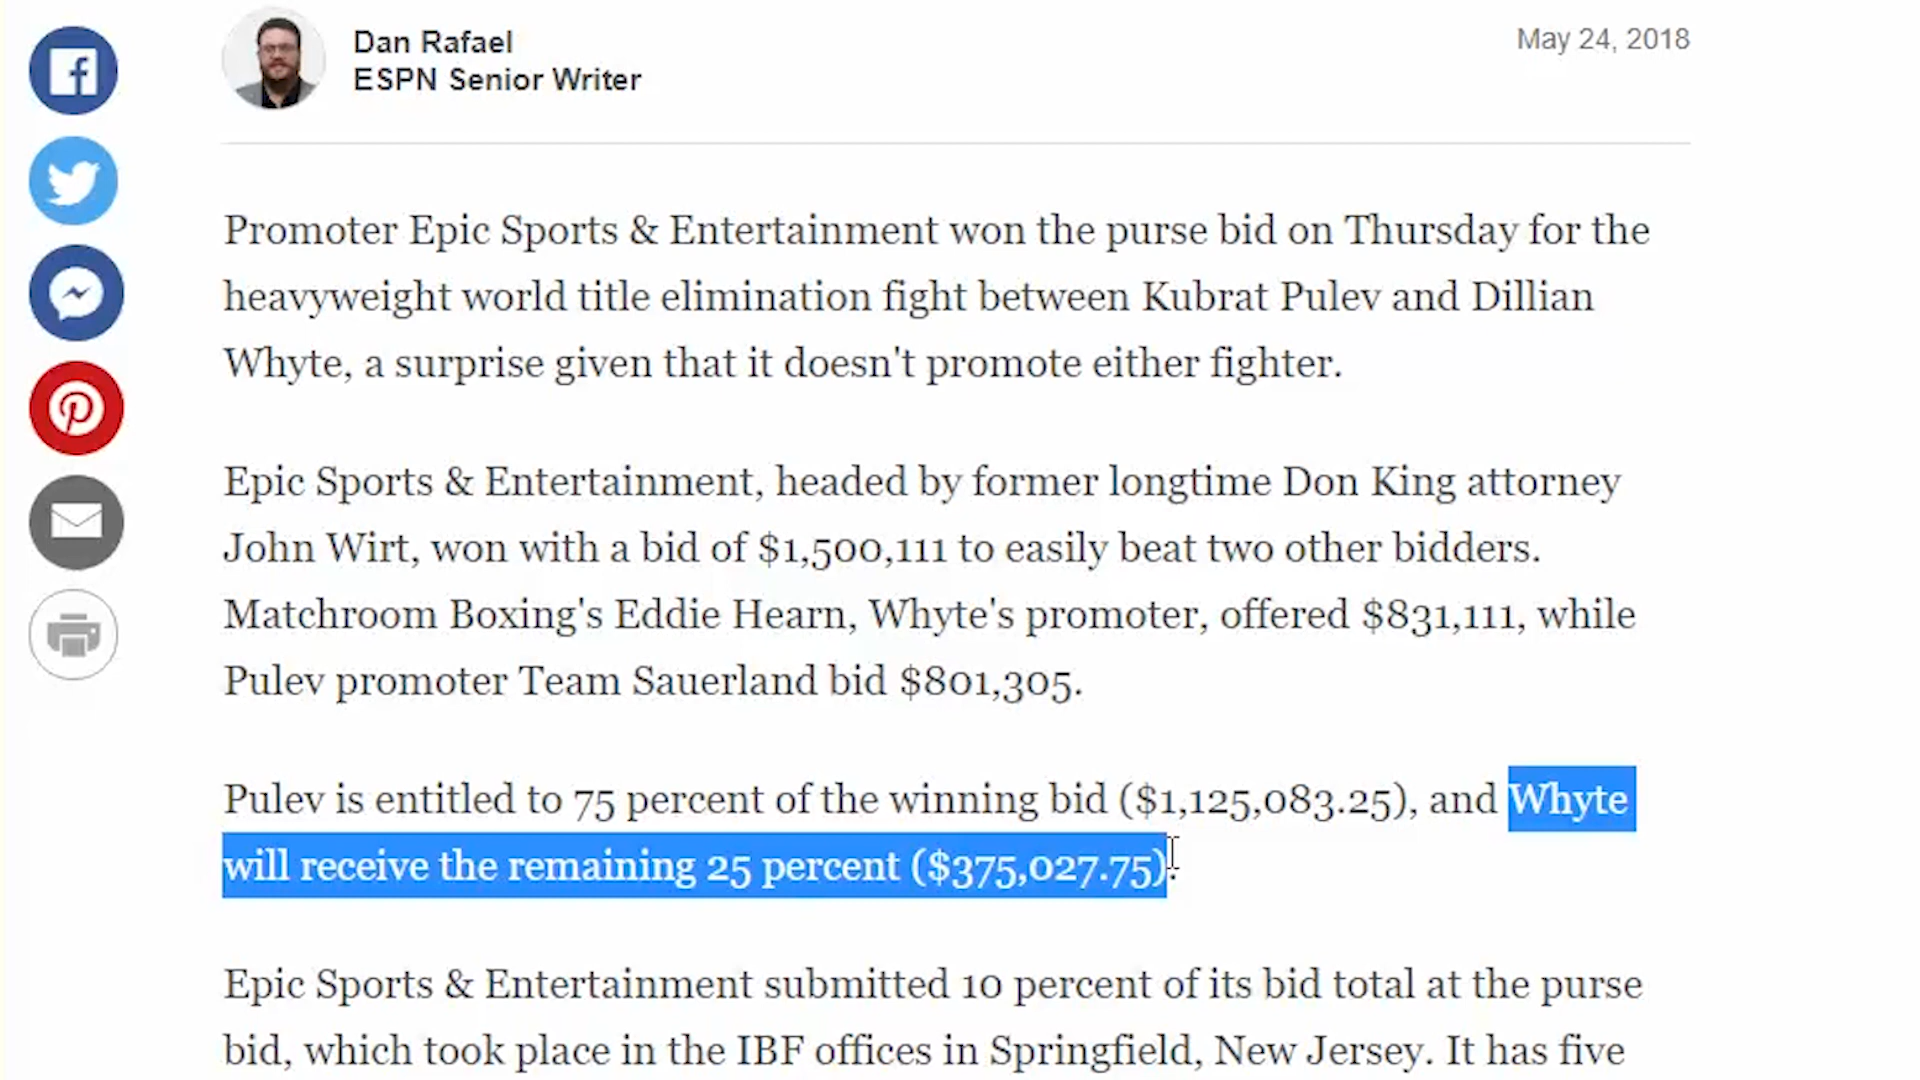 Dan Rafael
ESPN Senior Writer
May 24, 2018
Promoter Epic Sports & Entertainment won the purse bid on Thursday for the
heavyweight world title elimination fight between Kubrat Pulev and Dillian
Whyte, a surprise given that it doesn't promote either fighter.
Epic Sports & Entertainment, headed by former longtime Don King attorney
John Wirt, won with a bid of $1,500,111 to easily beat two other bidders.
Matchroom Boxing's Eddie Hearn, Whyte's promoter, offered $831,111, while
Pulev promoter Team Sauerland bid $801,305.
Pulev is entitled to 75 percent of the winning bid ($1,125,083.25), and Whyte
will receive the remaining 25 percent ($375,027.75).
Epic Sports & Entertainment submitted 10 percent of its bid total at the purse
bid, which took place in the IBF offices in Springfield, New Jersey. It has five